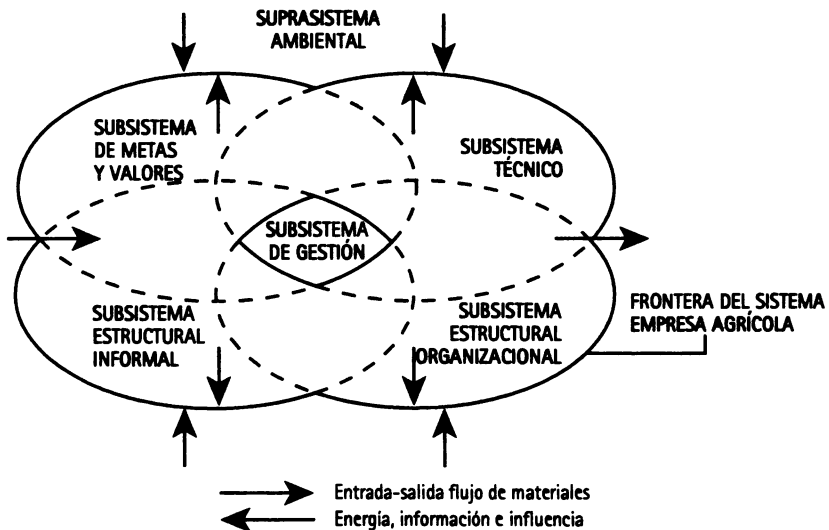 SUPRASISTEMA
AMBIENTAL
SUBSISTEMA
DE METAS
Y VALORES
SUBSISTEMA
TÉCNICO
SUBSISTEMA
DE GESTIÓN
SUBSISTEMA
ESTRUCTURAL
INFORMAL
SUBSISTEMA
ESTRUCTURAL
ORGANIZACIONAL
FRONTERA DEL SISTEMA
EMPRESA AGRÍCOLA
Entrada-salida flujo de materiales
Energía, información e influencia